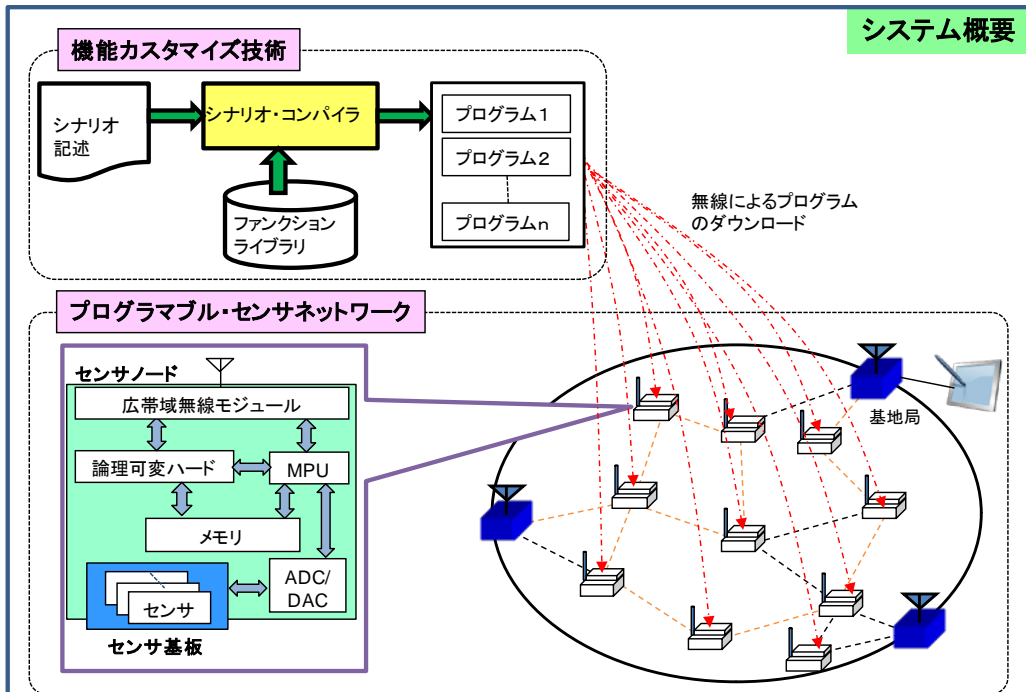 システム概要
機能カスタマイズ技術
シナリオ
記述
シナリオ・コンパイラ
ファンクション
ライブラリ
プログラム1
プログラム2
プログラムn
無線によるプログラム
のダウンロード
プログラマブル・センサネットワーク
センサノード
広帯域無線モジュール
論理可変ハード
MPU
メモリ
ADC/
DAC
センサ
センサ基板
基地局